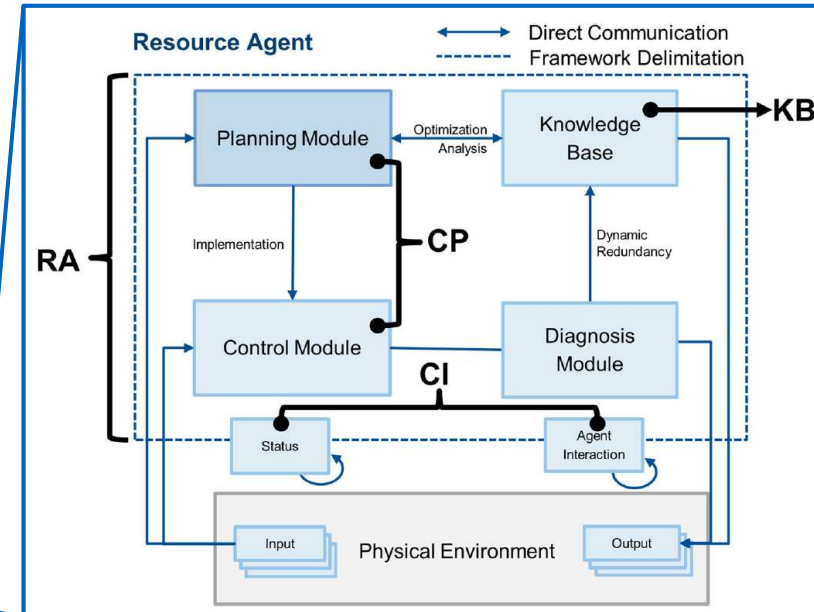 Resource Agent
Direct Communication
Framework Delimitation
Planning Module
Optimization
Analysis
Knowledge
Base
KB
RA
Implementation
CP
Dynamic
Redundancy
Control Module
Diagnosis
Module
CI
Status
Agent
Interaction
Input
Physical Environment
Output